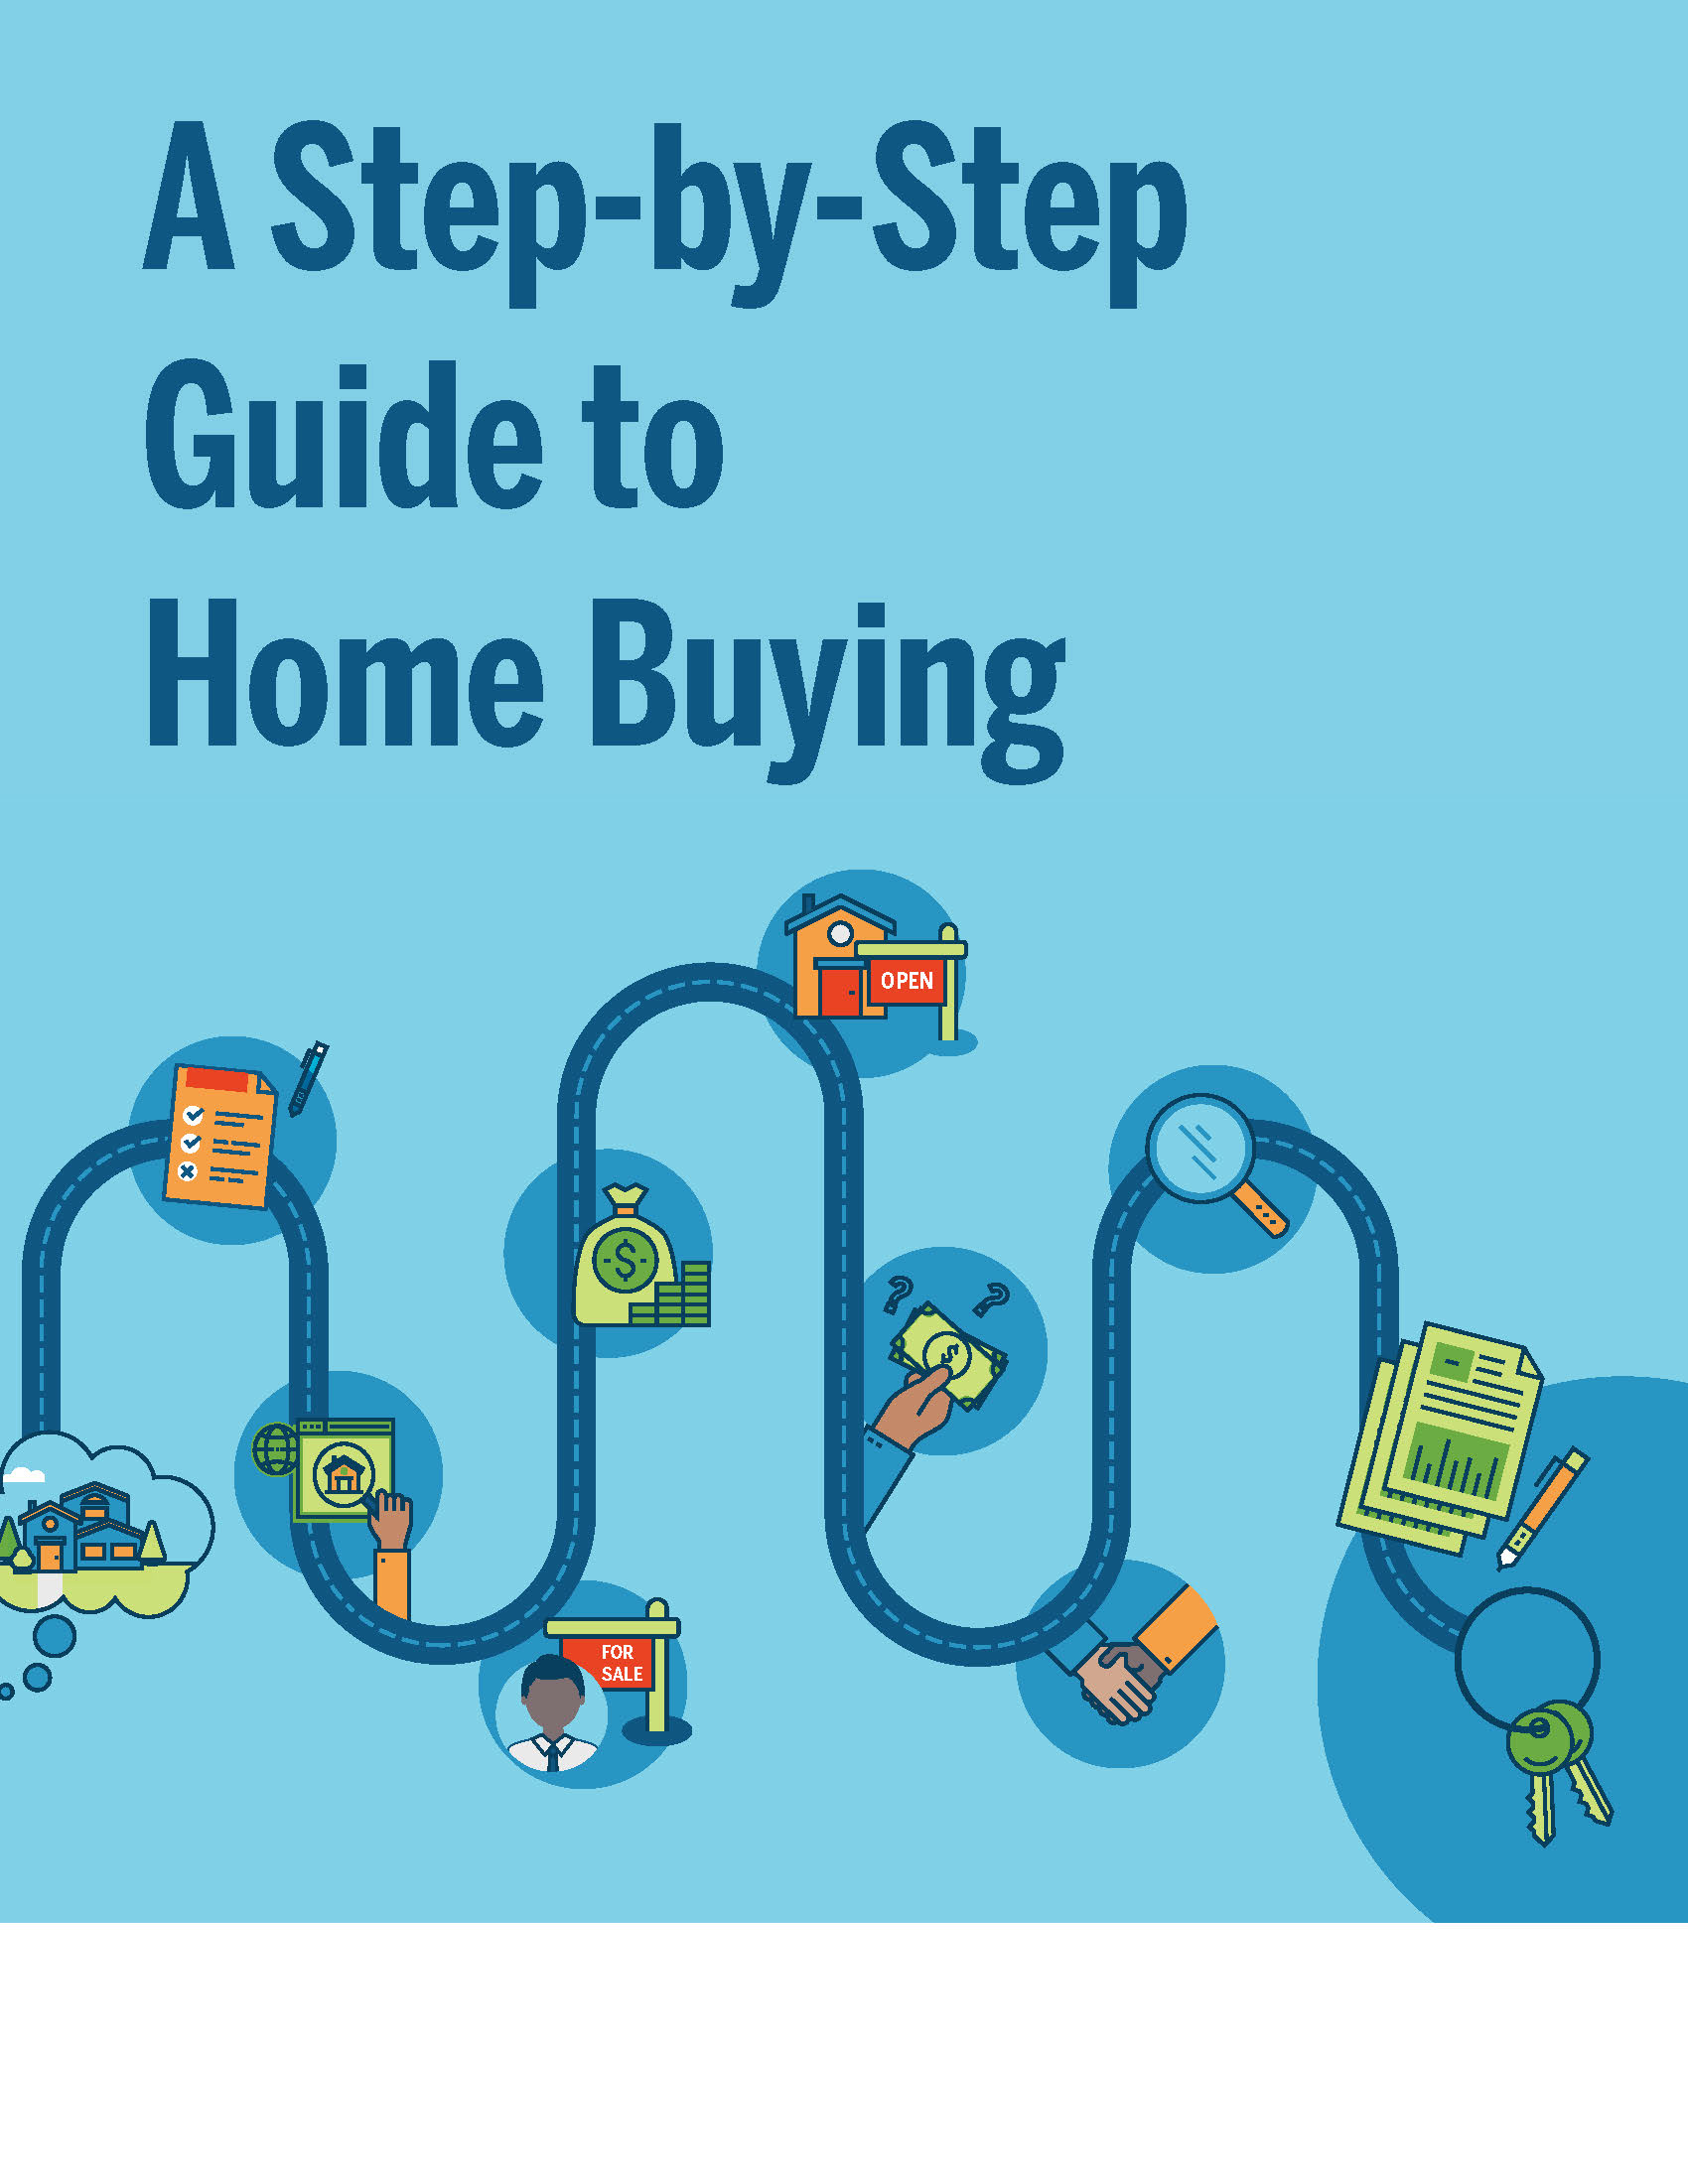 A Step-by-Step
Guide to
Home Buying
OPEN
$
? ?
$
FOR
SALE